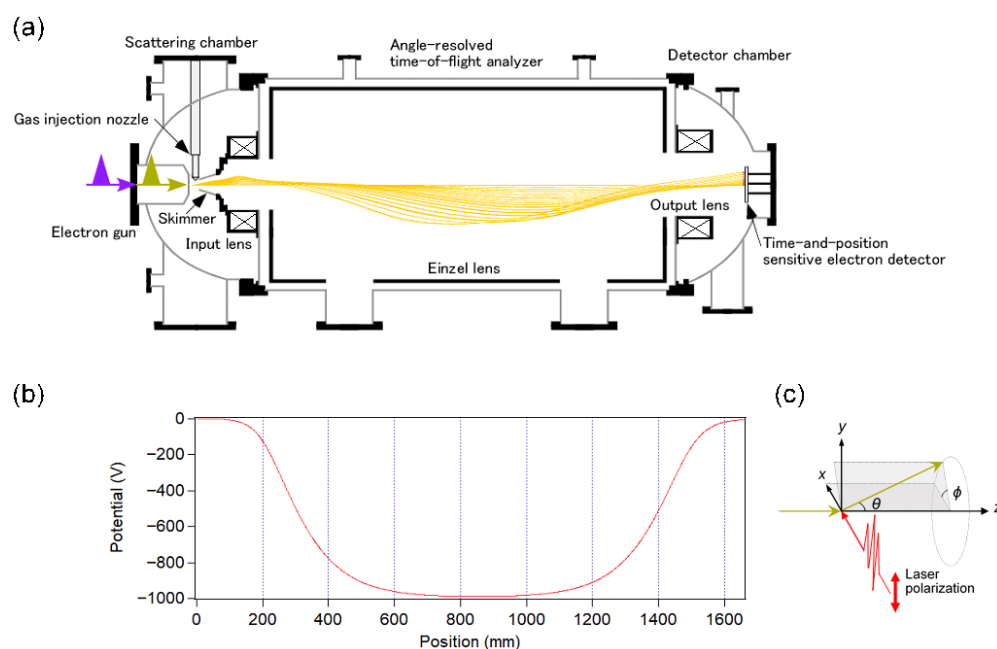 (a)
Scattering chamber
Angle-resolved
time-of-flight analyzer
Detector chamber
Gas injection nozzle
Skimmer
Electron gun
Input lens
Output lens
Einzel lens
Time-and-position
sensitive electron detector
(b)
Potential (V)
0
−200
−400
−600
−800
−1000
0
200
400
600
800
1000
1200
1400
1600
Position (mm)
(c)
y
x
θ
ϕ
z
Laser
polarization